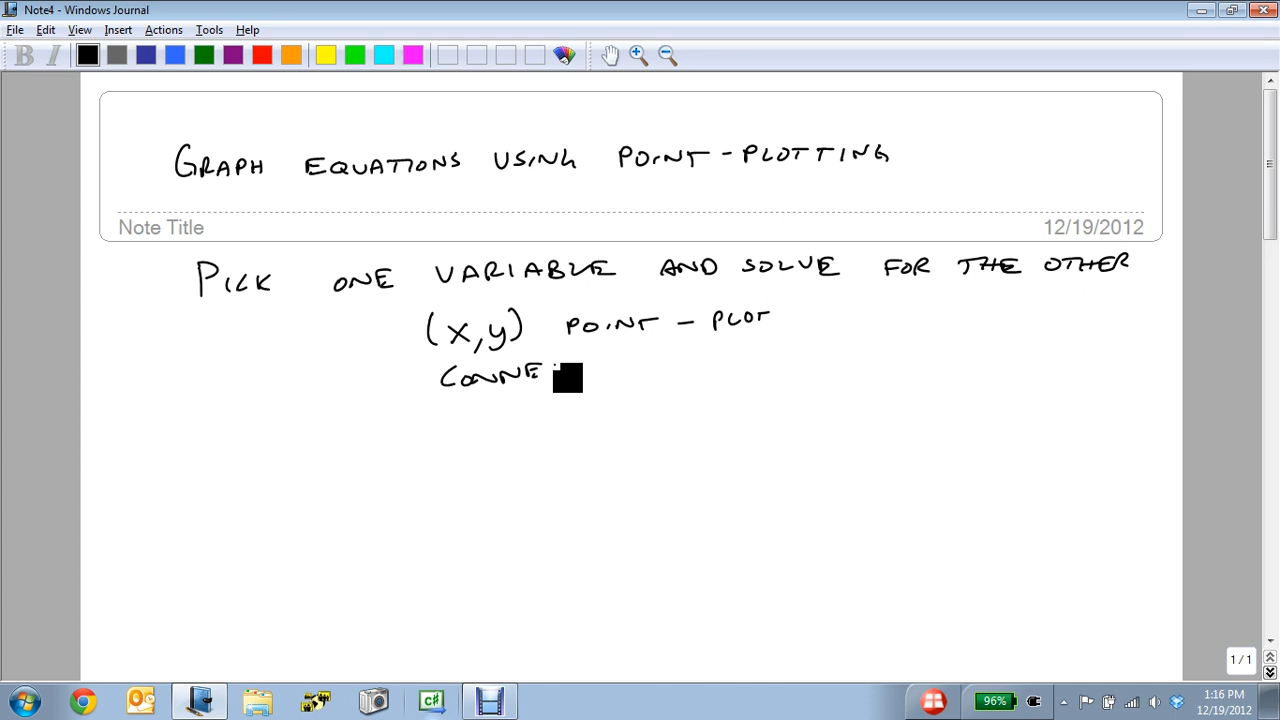 Note4 - Windows Journal
File Edit View Insert Actions Tools Help
B I
GRAPH EQUATIONS USING POINT-PLOTTING
Note Title 12/19/2012
PICK ONE VARIABLE AND SOLVE FOR THE OTHER
(x,y) POINT - PLOT
CONNE
1/1
C#
96%
1:16 PM
12/19/2012